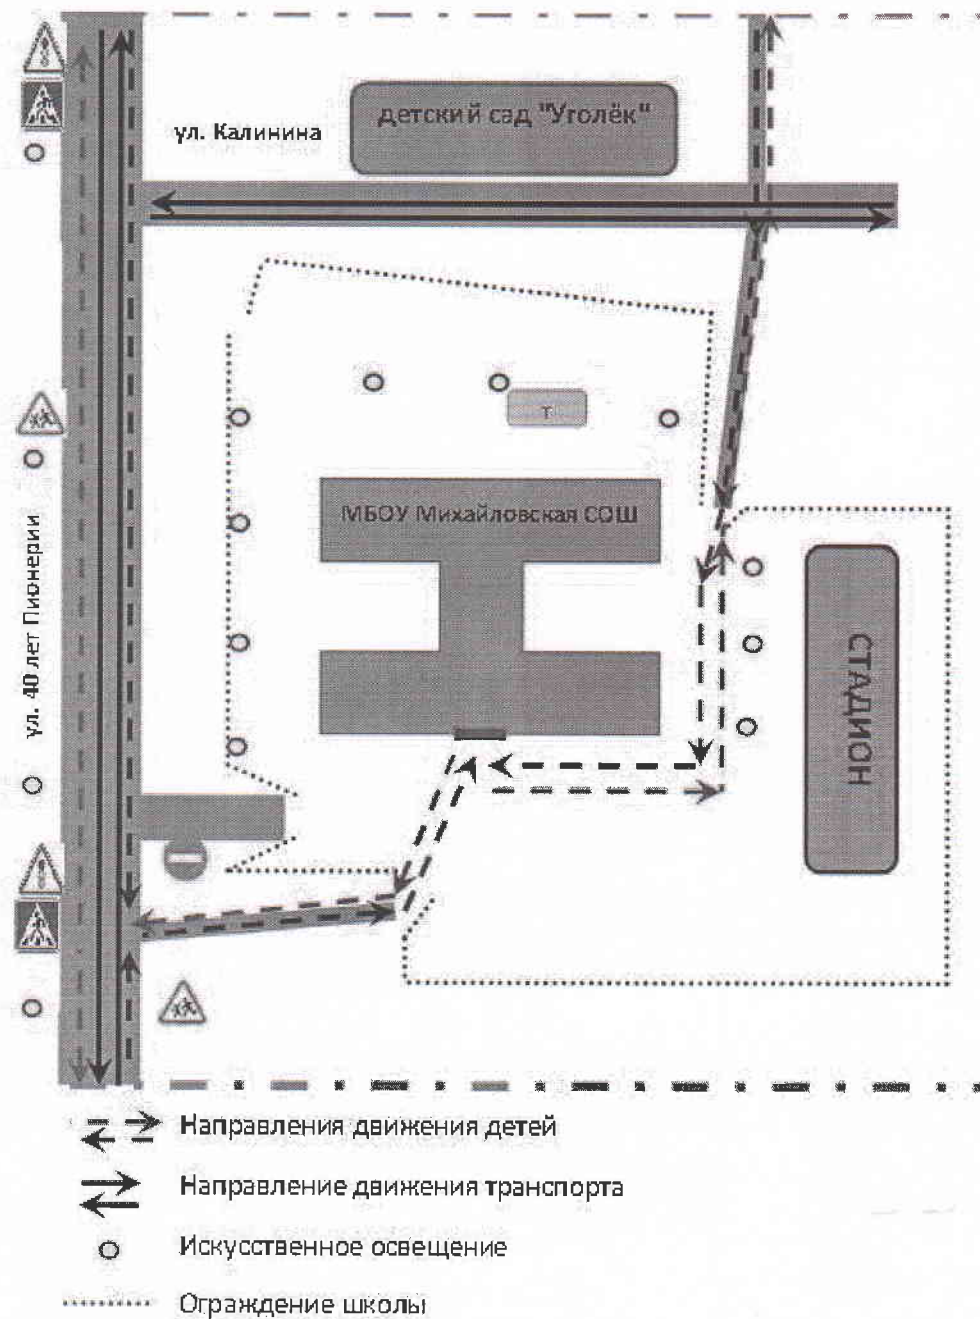 детский сад "Уголёк"
ул. Калинина
т
МБОУ Михайловская СОШ
ул. 40 лет Пионерии
СТАДИОН
Направления движения детей
Направление движения транспорта
Искусственное освещение
Ограждение школы